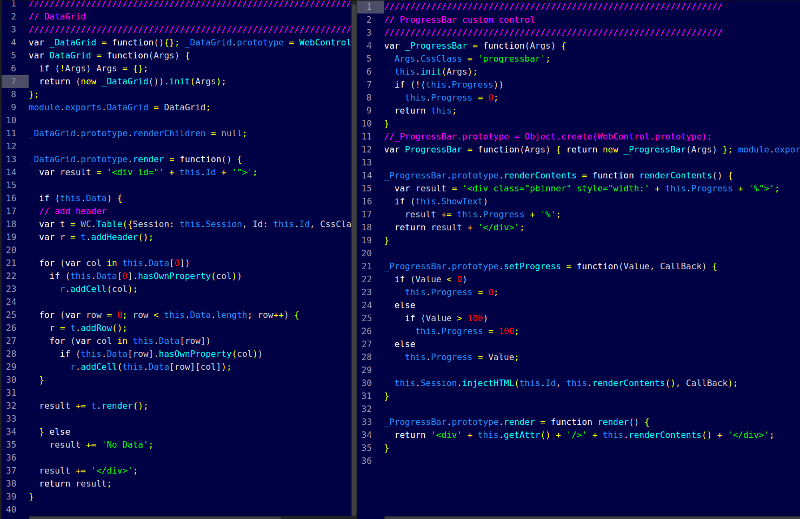 1 ////////////////////////////////////////////////////////////////
2 // DataGrid
3 ////////////////////////////////////////////////////////////////
4 var _DataGrid = function(){}; _DataGrid.prototype = WebControl
5 var DataGrid = function(Args) {
6 if (!Args) Args = {};
7 return (new _DataGrid()).init(Args);
8 };
9 module.exports.DataGrid = DataGrid;
10
11 _DataGrid.prototype.renderChildren = null;
12
13 _DataGrid.prototype.render = function() {
14 var result = '<div id="' + this.Id + '">';
15
16 if (this.Data) {
17 // add header
18 var t = WC.Table({Session: this.Session, Id: this.Id, CssCla
19 var r = t.addHeader();
20
21 for (var col in this.Data[0])
22 if (this.Data[0].hasOwnProperty(col))
23 r.addCell(col);
24
25 for (var row = 0; row < this.Data.length; row++) {
26 r = t.addRow();
27 for (var col in this.Data[row])
28 if (this.Data[row].hasOwnProperty(col))
29 r.addCell(this.Data[row][col]);
30 }
31
32 result += t.render();
33
34 } else
35 result += 'No Data';
36
37 result += '</div>';
38 return result;
39 }
40
1 /////////////////////////////////////////////////////////////////
2 // ProgressBar custom control
3 /////////////////////////////////////////////////////////////////
4 var _ProgressBar = function(Args) {
5 Args.CssClass = 'progressbar';
6 this.init(Args);
7 if (!(this.Progress))
8 this.Progress = 0;
9 return this;
10 }
11 //_ProgressBar.prototype = Object.create(WebControl.prototype);
12 var ProgressBar = function(Args) { return new _ProgressBar(Args) }; module.expor
13
14 _ProgressBar.prototype.renderContents = function renderContents() {
15 var result = '<div class="pbinner" style="width:' + this.Progress + '%">';
16 if (this.ShowText)
17 result += this.Progress + '%';
18 return result + '</div>';
19 }
20
21 _ProgressBar.prototype.setProgress = function(Value, CallBack) {
22 if (Value < 0)
23 this.Progress = 0;
24 else
25 if (Value > 100)
26 this.Progress = 100;
27 else
28 this.Progress = Value;
29
30 this.Session.injectHTML(this.Id, this.renderContents(), CallBack);
31 }
32
33 _ProgressBar.prototype.render = function render() {
34 return '<div' + this.getAttr() + '/>' + this.renderContents() + '</div>';
35 }
36